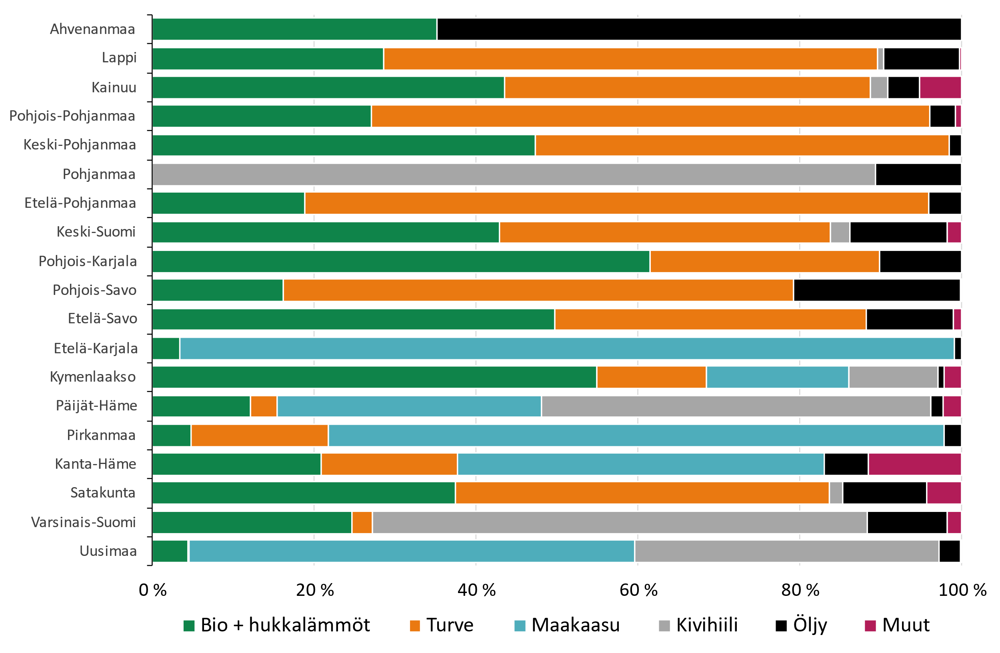 Ahvenanmaa
Lappi
Kainuu
Pohjois-Pohjanmaa
Keski-Pohjanmaa
Pohjanmaa
Etelä-Pohjanmaa
Keski-Suomi
Pohjois-Karjala
Pohjois-Savo
Etelä-Savo
Etelä-Karjala
Kymenlaakso
Päijät-Häme
Pirkanmaa
Kanta-Häme
Satakunta
Varsinais-Suomi
Uusimaa
0 % 20 % 40 % 60 % 80 % 100 %
Bio + hukkalämmöt Turve Maakaasu Kivihiili Öljy Muut